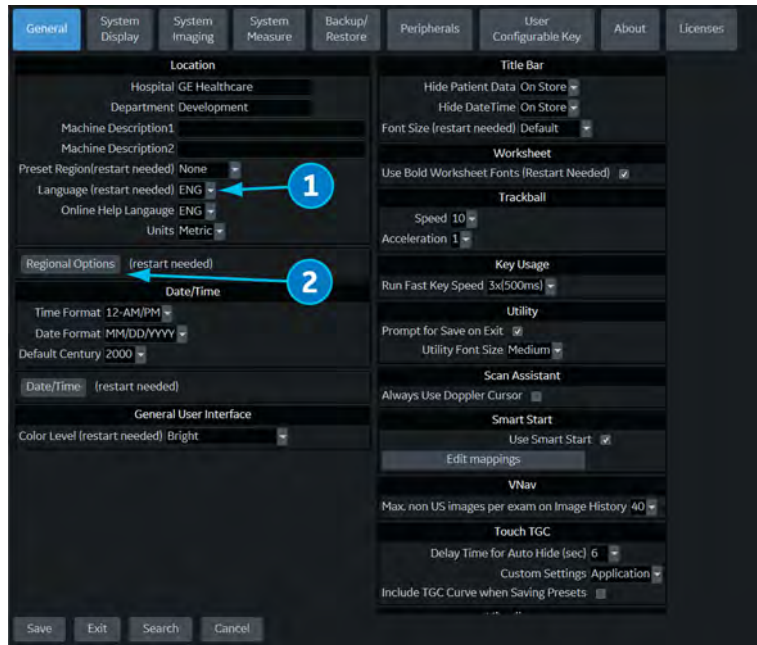 General
System
Display
System
Imaging
System
Measure
Backup/
Restore
Peripherals
User
Configurable Key
About
Licenses
Location
Hospital GE Healthcare
Department Development
Machine Description1
Machine Description2
Preset Region(restart needed) None
Language (restart needed) ENG
1
Online Help Langauge ENG
Units Metric
Regional Options (restart needed)
2
Date/Time
Time Format 12-AM/PM
Date Format MM/DD/YYYY
Default Century 2000
Date/Time (restart needed)
General User Interface
Color Level (restart needed) Bright
Title Bar
Hide Patient Data On Store
Hide DateTime On Store
Font Size (restart needed) Default
Worksheet
Use Bold Worksheet Fonts (Restart Needed)
Trackball
Speed 10
Acceleration 1
Key Usage
Run Fast Key Speed 3x(500ms)
Utility
Prompt for Save on Exit
Utility Font Size Medium
Scan Assistant
Always Use Doppler Cursor
Smart Start
Use Smart Start
Edit mappings
VNav
Max. non US images per exam on Image History 40
Touch TGC
Delay Time for Auto Hide (sec) 6
Custom Settings Application
Include TGC Curve when Saving Presets
Save
Exit
Search
Cancel